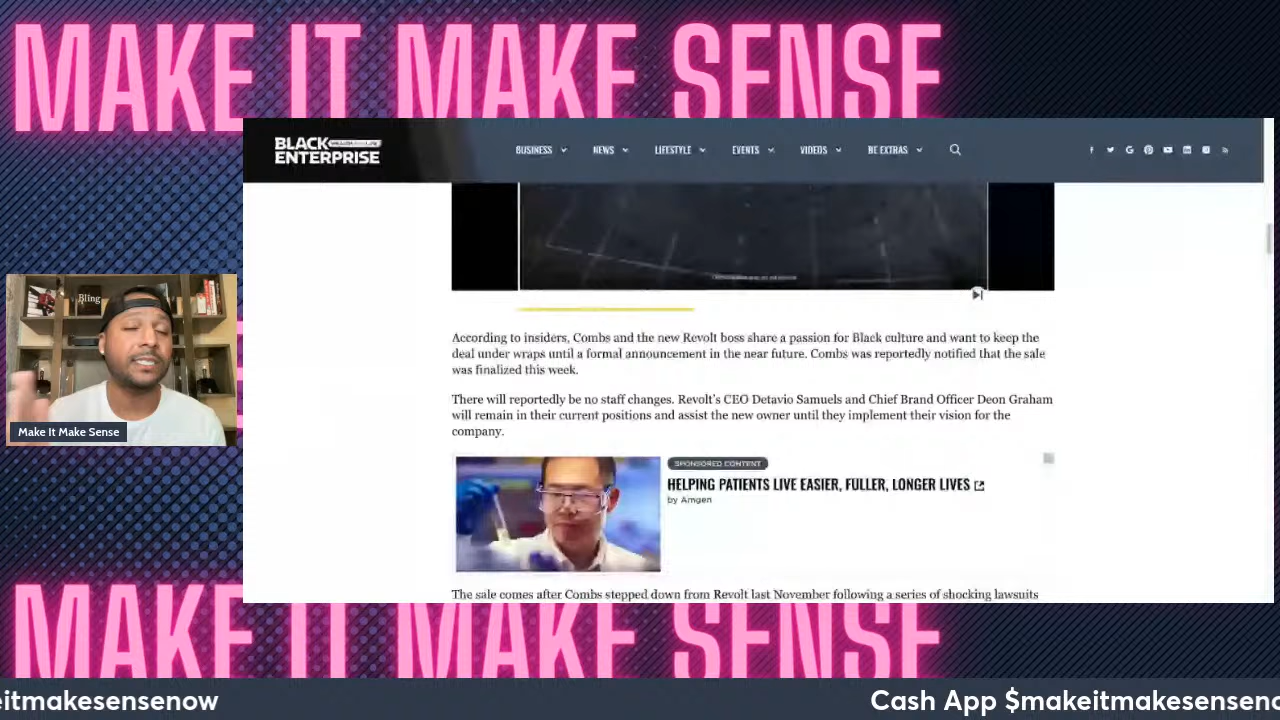 MAKE IT MAKE SENSE
BLACK
ENTERPRISE
BUSINESS NEWS LIFESTYLE EVENTS VIDEOS BE EXTRAS
Bling
Make It Make Sense
According to insiders, Combs and the new Revolt boss share a passion for Black culture and want to keep the
deal under wraps until a formal announcement in the near future. Combs was reportedly notified that the sale
was finalized this week.
There will reportedly be no staff changes. Revolt's CEO Detavio Samuels and Chief Brand Officer Deon Graham
will remain in their current positions and assist the new owner until they implement their vision for the
company.
SPONSORED CONTENT
HELPING PATIENTS LIVE EASIER, FULLER, LONGER LIVES
by Amgen
The sale comes after Combs stepped down from Revolt last November following a series of shocking lawsuits
MAKE IT MAKE SENSE
eitmakesensenow
Cash App $makeitmakesenseno